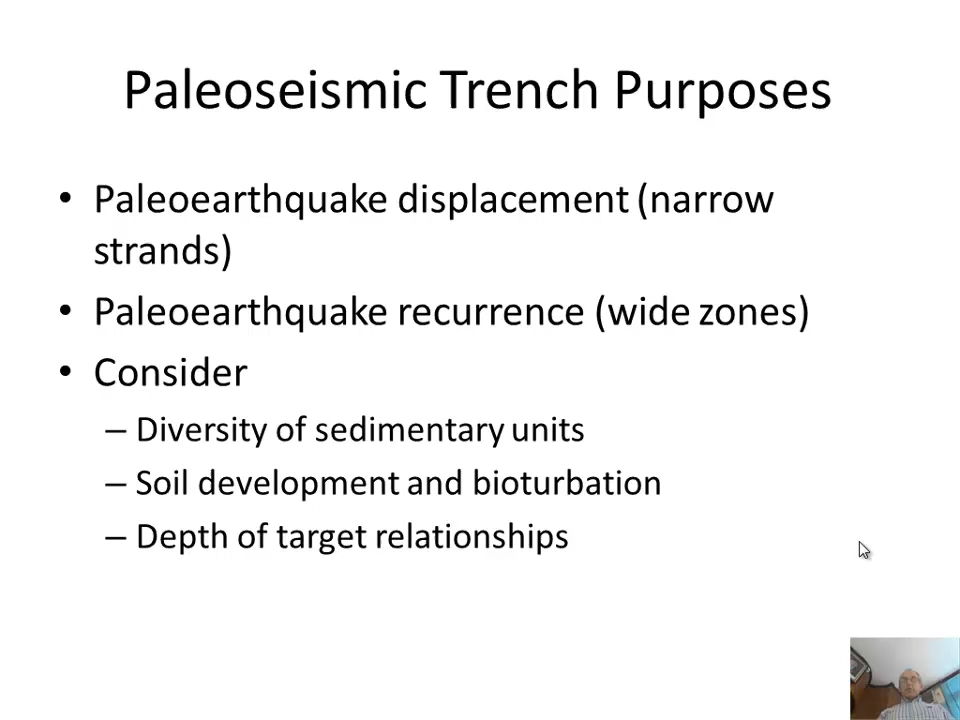 Paleoseismic Trench Purposes
• Paleoearthquake displacement (narrow
strands)
• Paleoearthquake recurrence (wide zones)
• Consider
– Diversity of sedimentary units
– Soil development and bioturbation
– Depth of target relationships